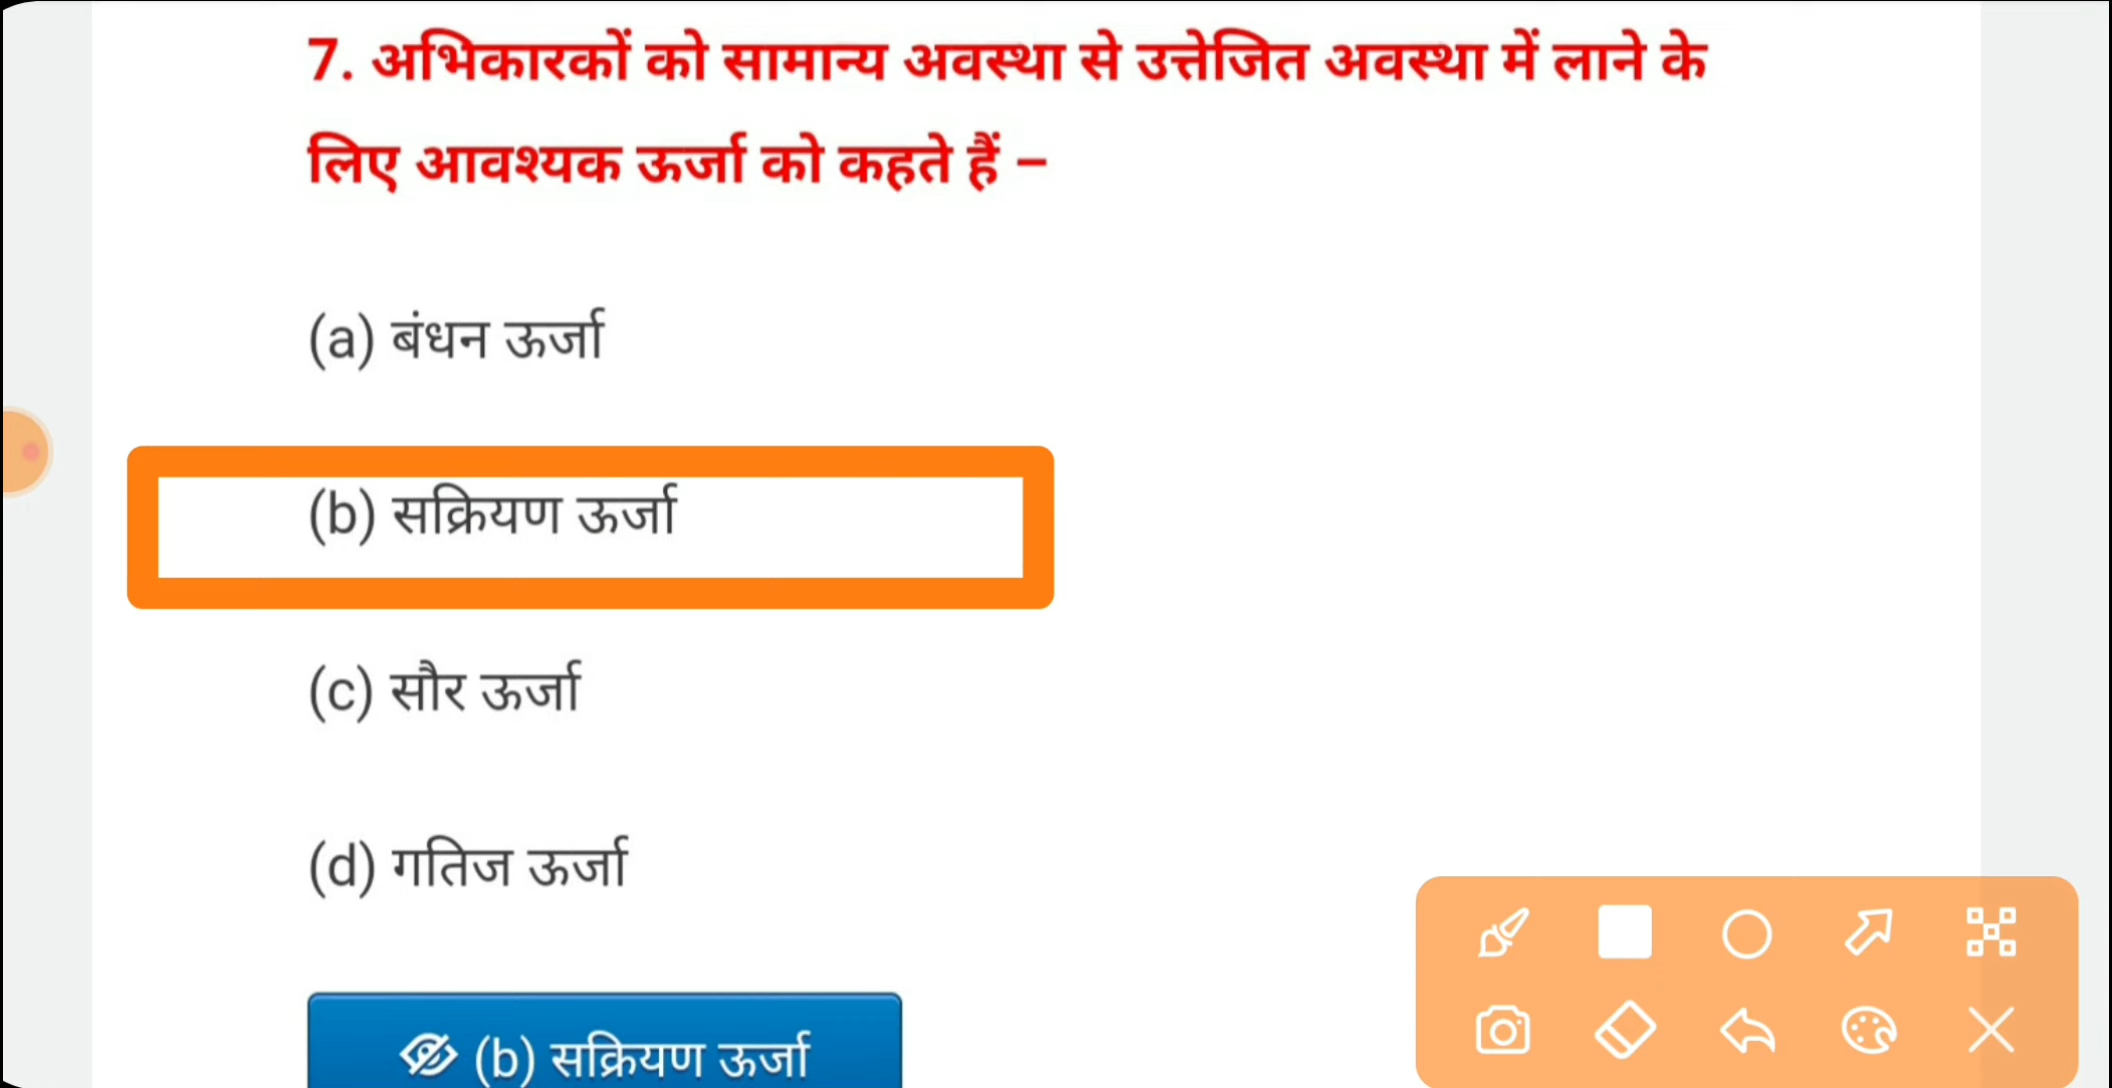 7. अभिकारकों को सामान्य अवस्था से उत्तेजित अवस्था में लाने के
लिए आवश्यक ऊर्जा को कहते हैं –
(a) बंधन ऊर्जा
(b) सक्रियण ऊर्जा
(c) सौर ऊर्जा
(d) गतिज ऊर्जा
(b) सक्रियण ऊर्जा